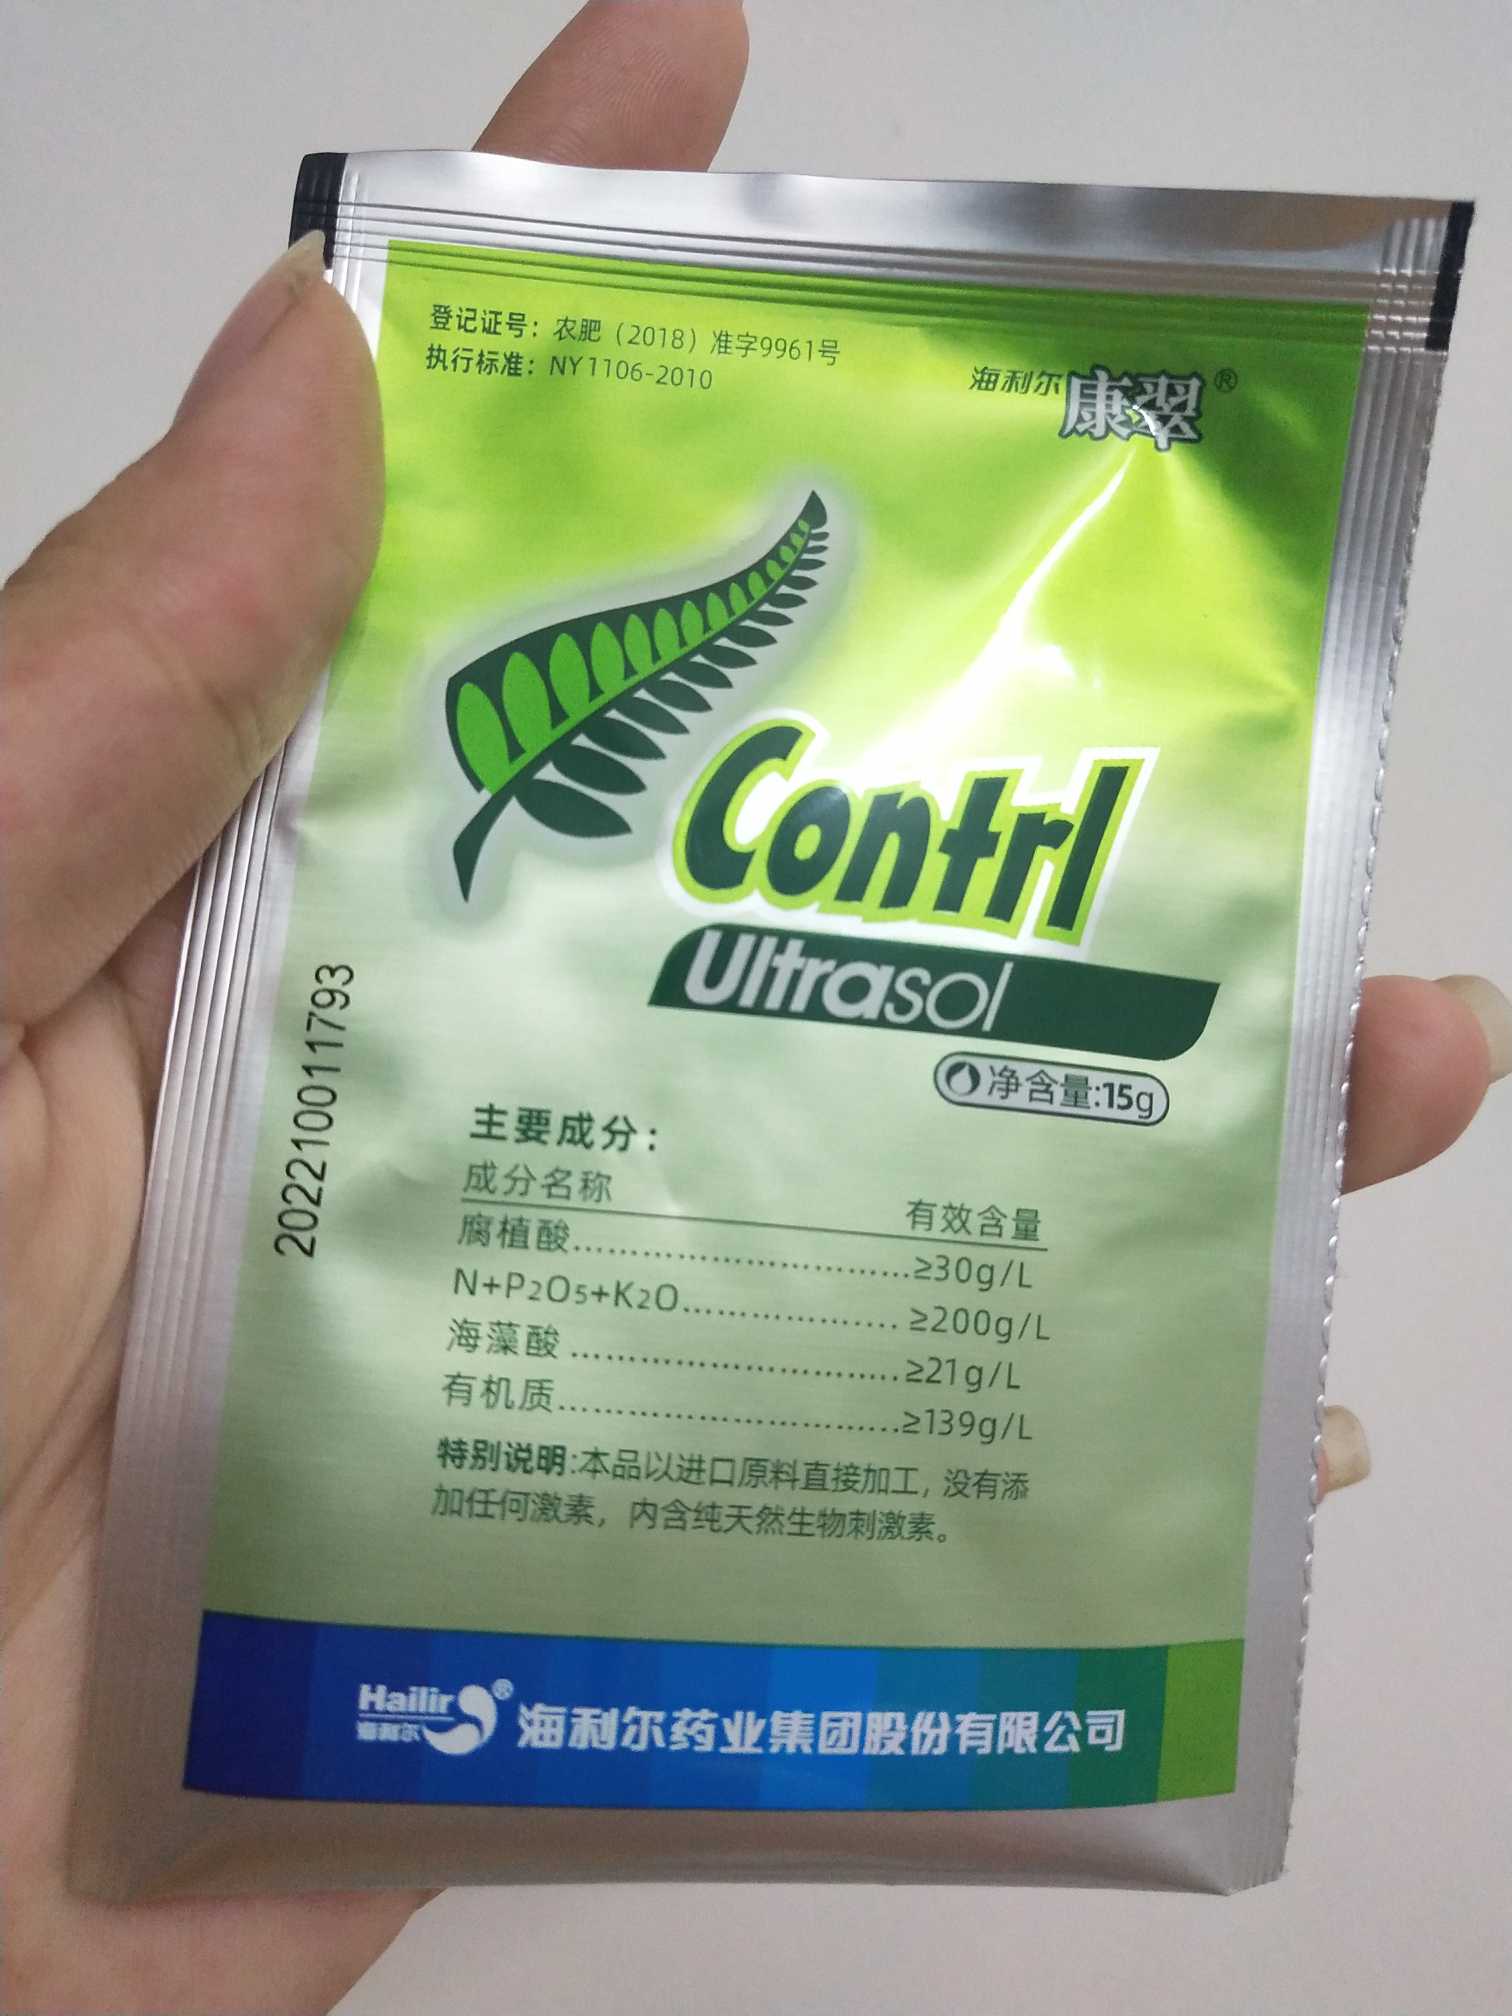 登记证号：农肥（2018）准字9961号
执行标准：NY1106-2010
海利尔康翠®
Contrl
Ultrasol
净含量:15g
20221001​1793
主要成分：
成分名称 有效含量
腐植酸……………………………≥30g/L
N+P2O5+K2O………………… ≥200g/L
海藻酸 …………………………≥21g/L
有机质……………………………≥139g/L
特别说明:本品以进口原料直接加工, 没有添
加任何激素，内含纯天然生物刺激素。
Hailir®
海利尔
海利尔药业集团股份有限公司